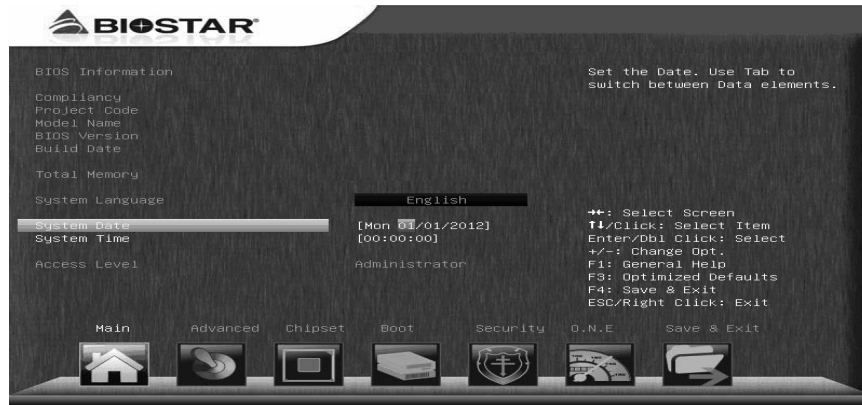 BIOSTAR®
BIOS Information
Compliancy
Project Code
Model Name
BIOS Version
Build Date
Total Memory
System Language English
System Date [Mon 01/01/2012]
System Time [00:00:00]
Access Level Administrator
Set the Date. Use Tab to
switch between Data elements.
→←: Select Screen
↑↓/Click: Select Item
Enter/Dbl Click: Select
+/-: Change Opt.
F1: General Help
F3: Optimized Defaults
F4: Save & Exit
ESC/Right Click: Exit
Main Advanced Chipset Boot Security O.N.E Save & Exit